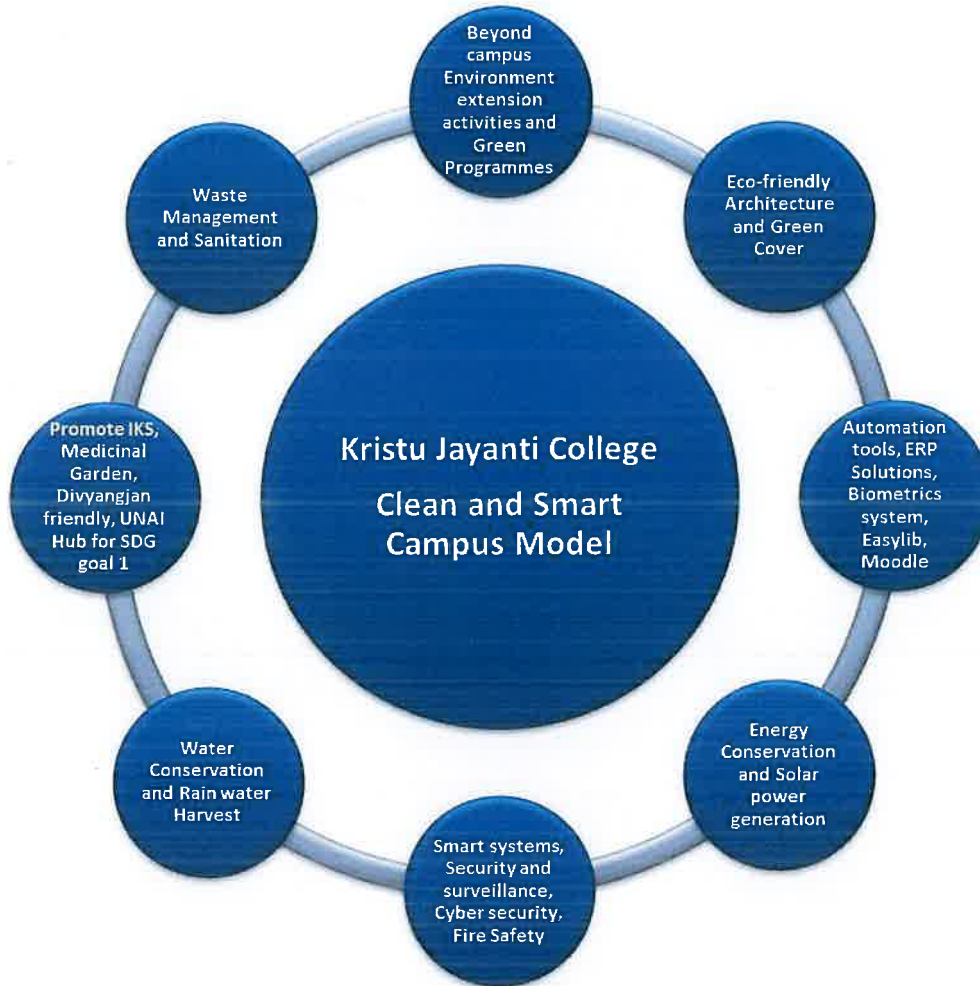 Beyond
campus
Environment
extension
activities and
Green
Programmes
Eco-friendly
Architecture
and Green
Cover
Automation
tools, ERP
Solutions,
Biometrics
system,
Easylib,
Moodle
Energy
Conservation
and Solar
power
generation
Smart systems,
Security and
surveillance,
Cyber security,
Fire Safety
Water
Conservation
and Rain water
Harvest
Promote IKS,
Medicinal
Garden,
Divyangjan
friendly, UNAI
Hub for SDG
goal 1
Waste
Management
and Sanitation
Kristu Jayanti College
Clean and Smart
Campus Model